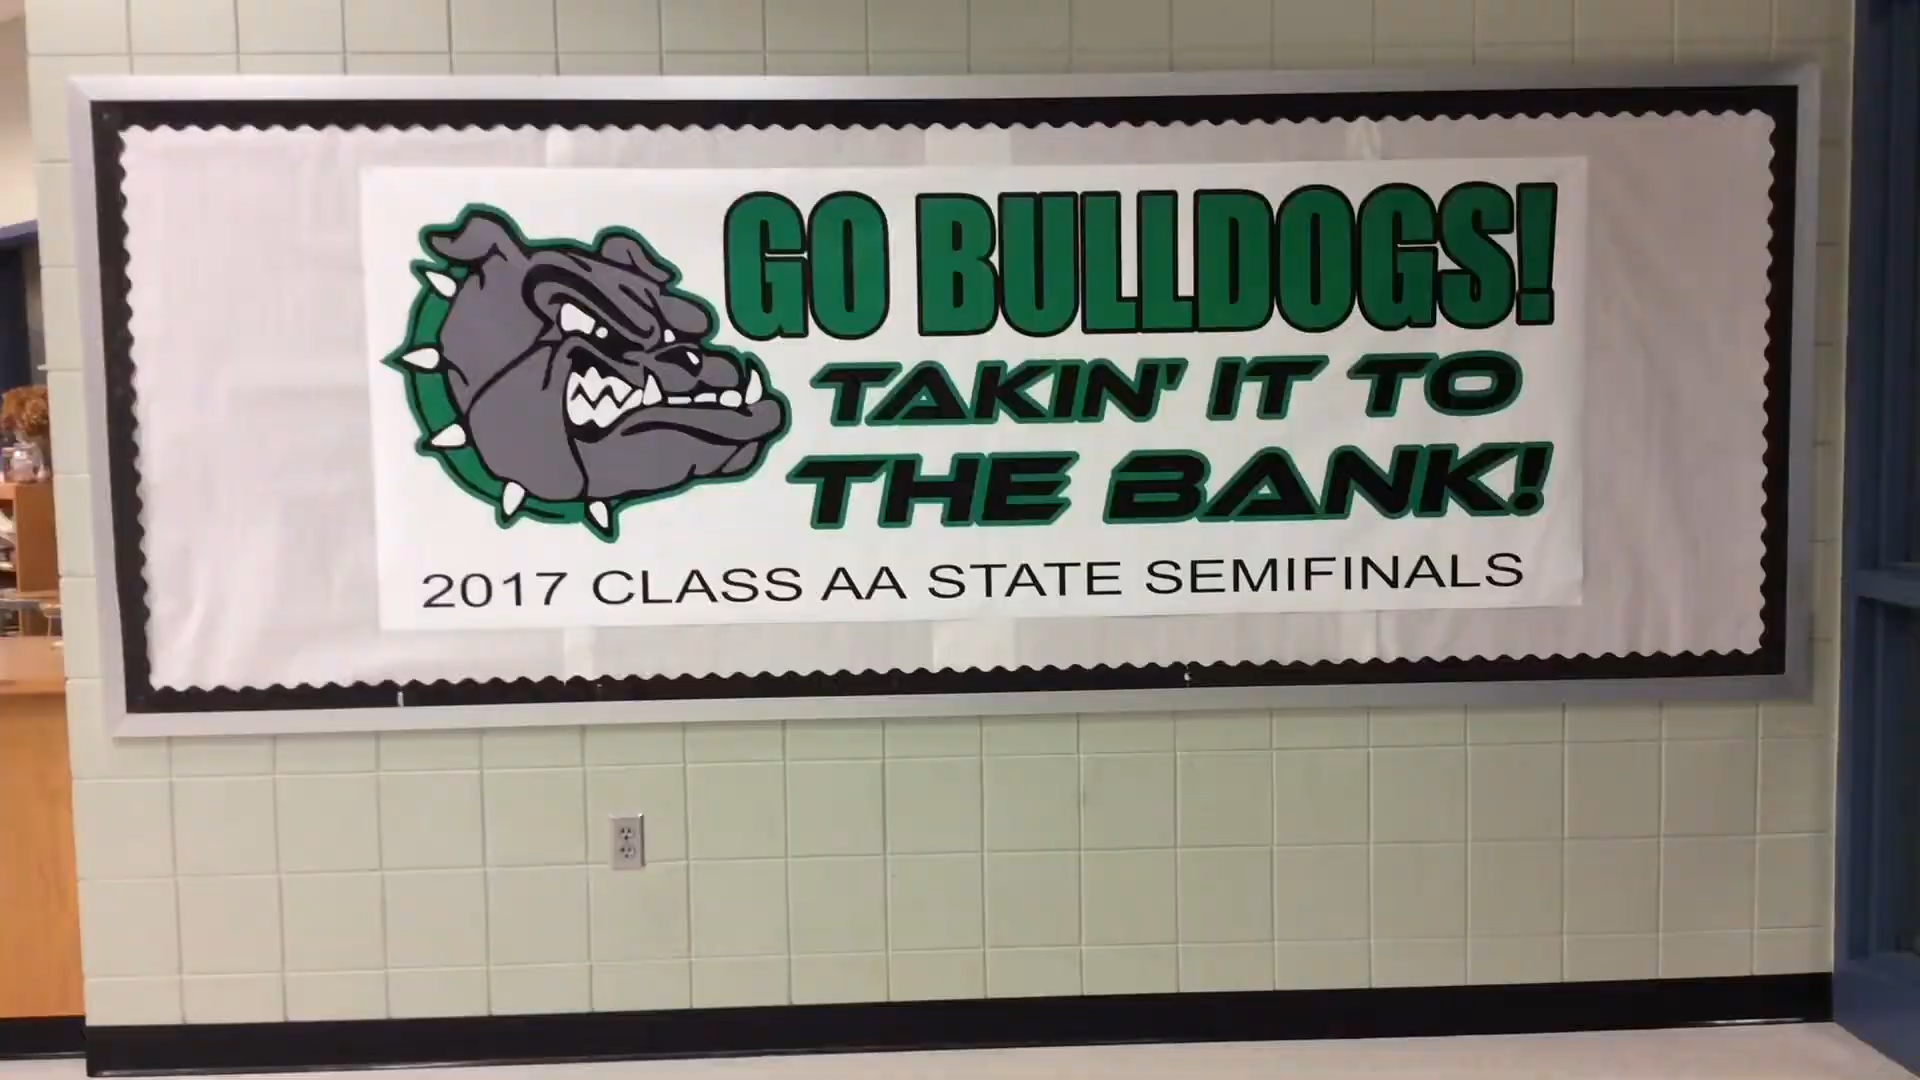 GO BULLDOGS!
TAKIN' IT TO
THE BANK!
2017 CLASS AA STATE SEMIFINALS